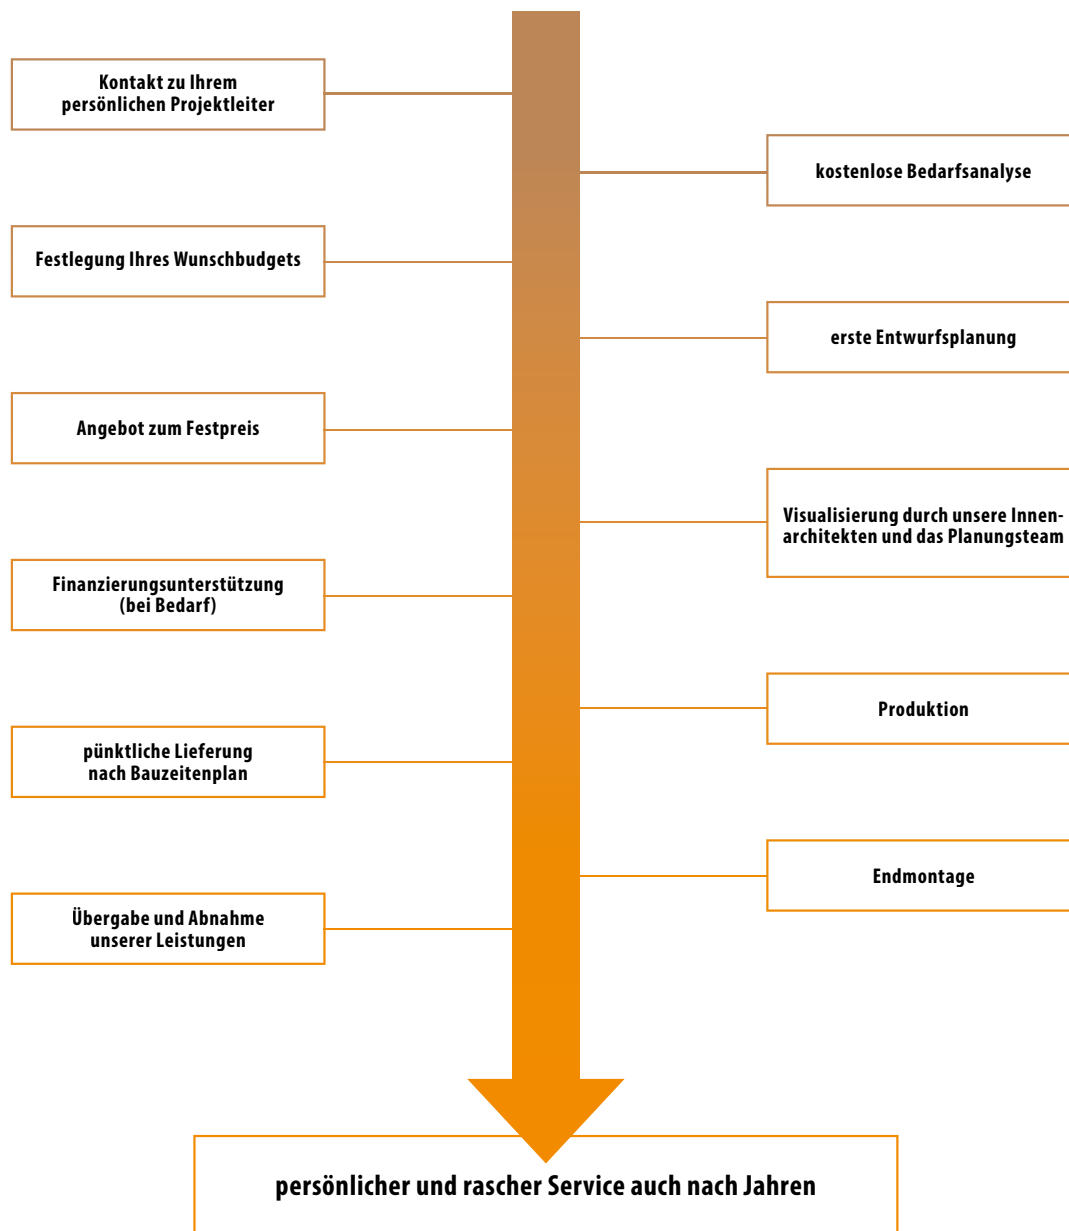 Kontakt zu Ihrem
persönlichen Projektleiter
kostenlose Bedarfsanalyse
Festlegung Ihres Wunschbudgets
erste Entwurfsplanung
Angebot zum Festpreis
Visualisierung durch unsere Innen-
architekten und das Planungsteam
Finanzierungsunterstützung
(bei Bedarf)
Produktion
pünktliche Lieferung
nach Bauzeitenplan
Endmontage
Übergabe und Abnahme
unserer Leistungen
persönlicher und rascher Service auch nach Jahren